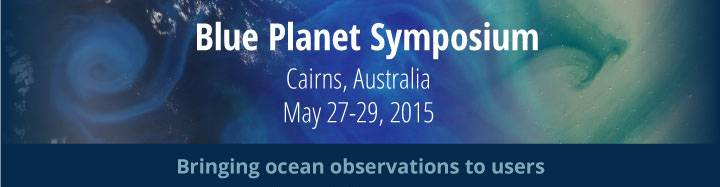 Blue Planet Symposium
Cairns, Australia
May 27-29, 2015
Bringing ocean observations to users